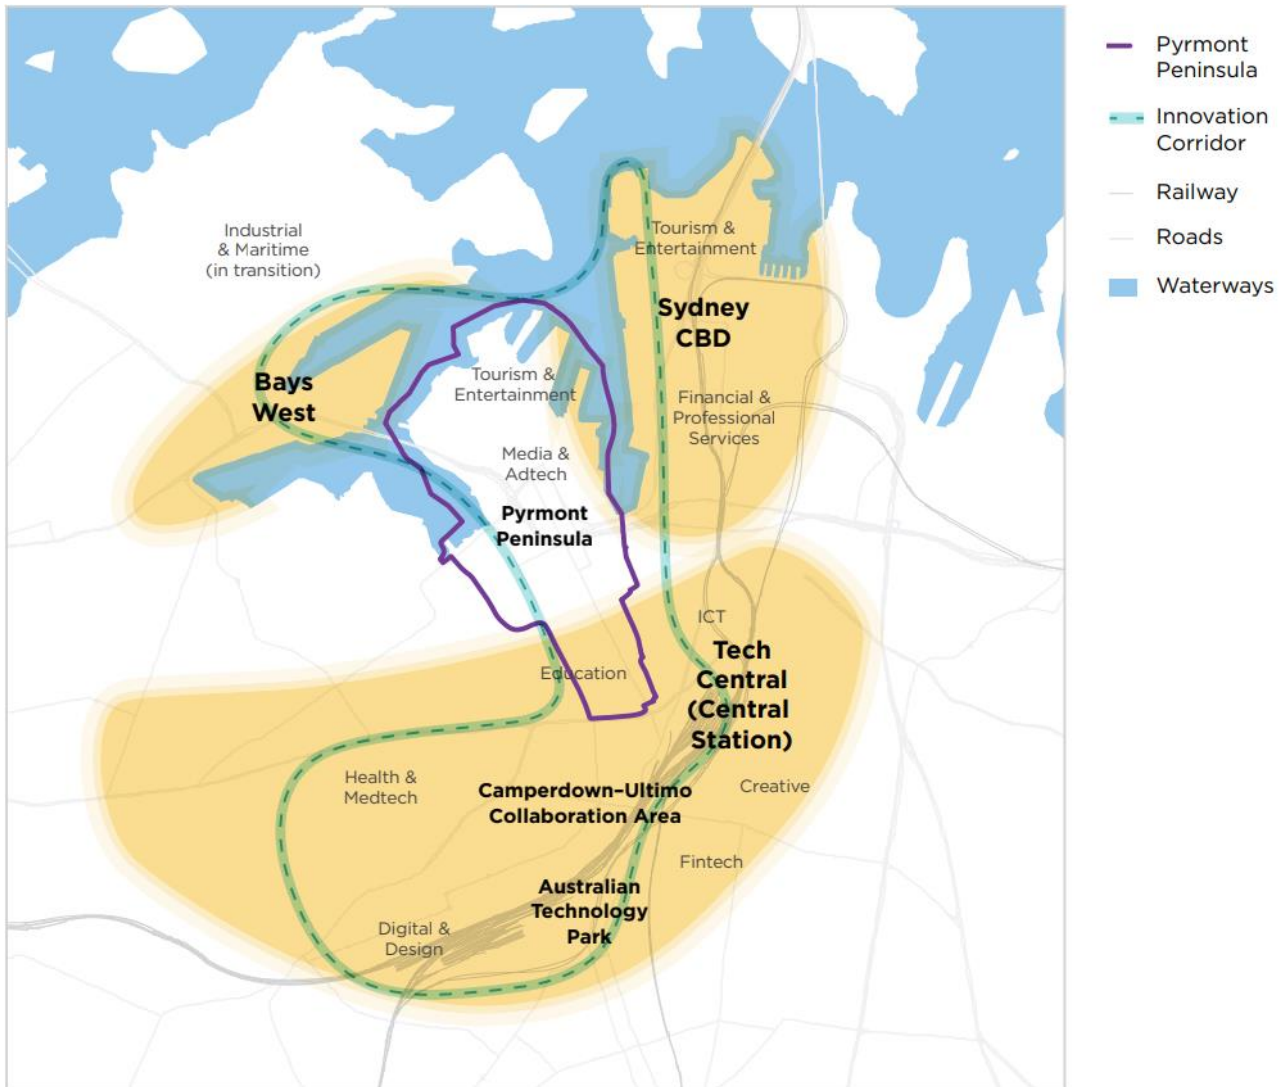 Pyrmont
Peninsula
Innovation
Corridor
Railway
Roads
Waterways
Industrial
& Maritime
(in transition)
Tourism &
Entertainment
Sydney
CBD
Bays
West
Tourism &
Entertainment
Financial &
Professional
Services
Media &
Adtech
Pyrmont
Peninsula
ICT
Tech
Central
(Central
Station)
Education
Health &
Medtech
Camperdown–Ultimo
Collaboration Area
Creative
Fintech
Australian
Technology
Park
Digital &
Design